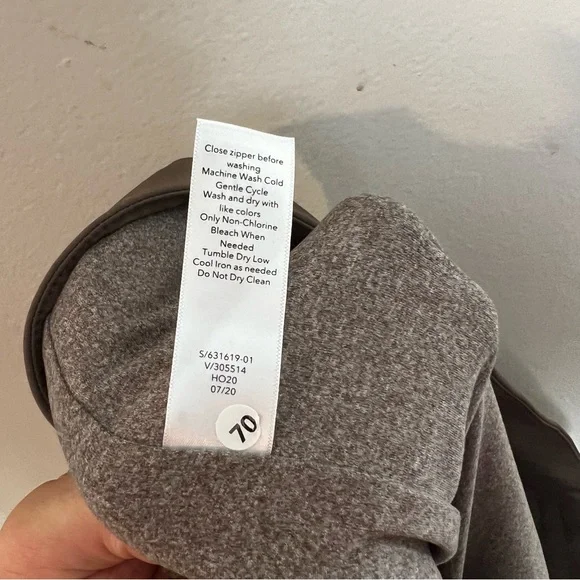 Close zipper before
washing
Machine Wash Cold
Gentle Cycle
Wash and dry with
like colors
Only Non-Chlorine
Bleach When
Needed
Tumble Dry Low
Cool Iron as needed
Do Not Dry Clean
S/631619-01
V/305514
HO20
07/20
70